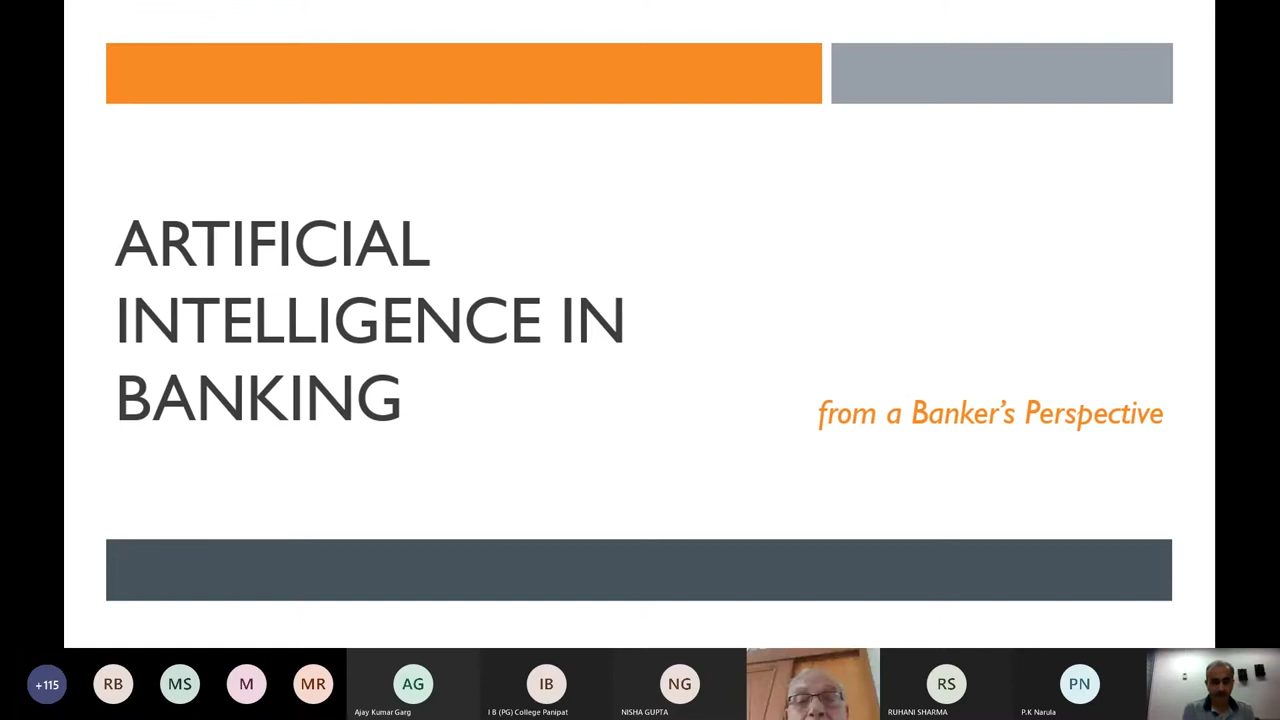 ARTIFICIAL
INTELLIGENCE IN
BANKING
from a Banker's Perspective
+115
RB
MS
M
MR
AG
IB
NG
RS
PN
Ajay Kumar Garg
I B (PG) College Panipat
NISHA GUPTA
RUHANI SHARMA
P.K Narula